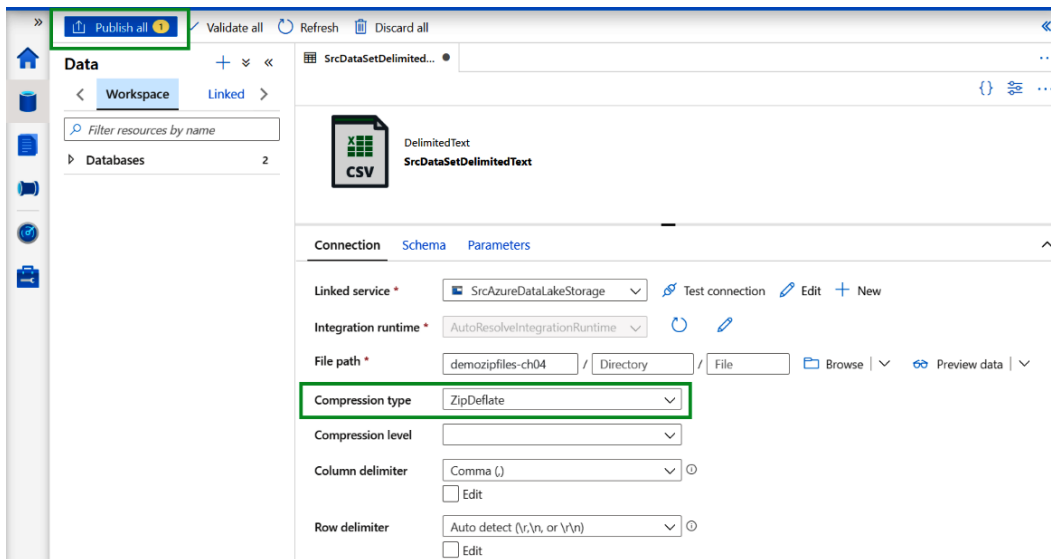 Publish all 1 Validate all Refresh Discard all
Data
Workspace Linked
Filter resources by name
Databases 2
SrcDataSetDelimited...
{}
X
CSV
DelimitedText
SrcDataSetDelimitedText
Connection Schema Parameters
Linked service * SrcAzureDataLakeStorage Test connection Edit New
Integration runtime * AutoResolveIntegrationRuntime
File path * demozipfiles-ch04 / Directory / File Browse Preview data
Compression type ZipDeflate
Compression level
Column delimiter Comma (,)
Edit
Row delimiter Auto detect (\r,\n, or \r\n)
Edit